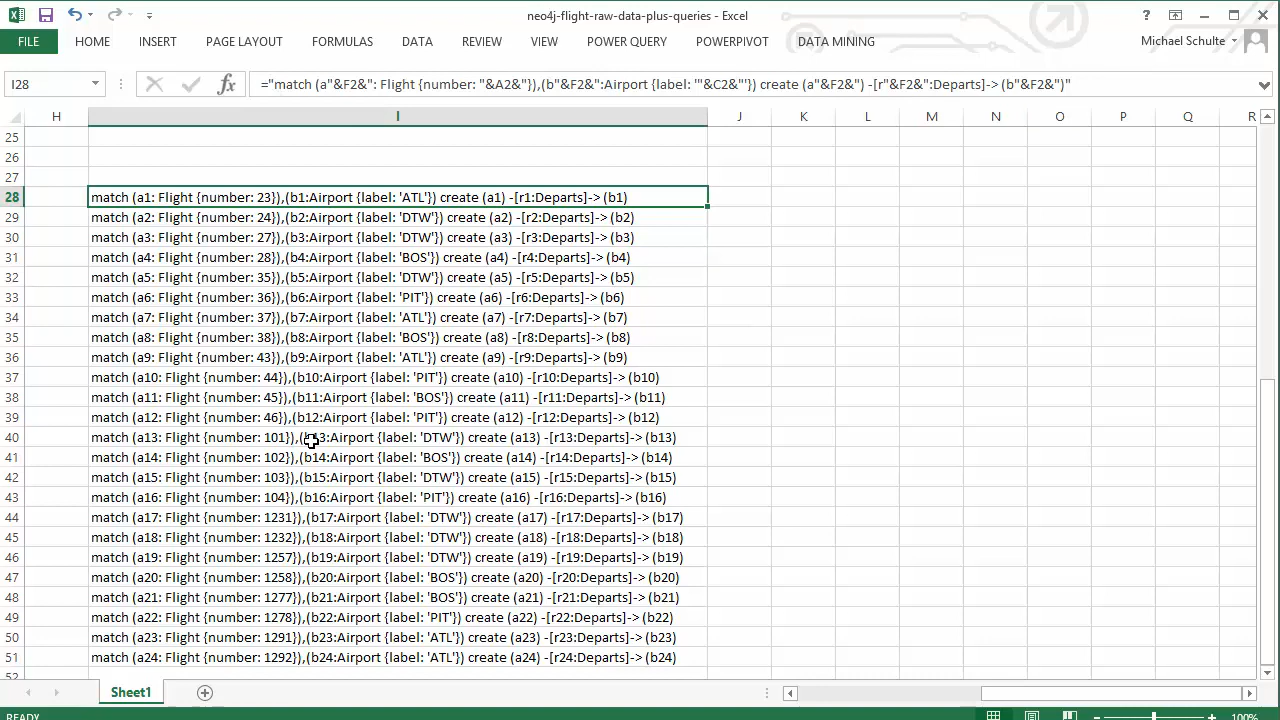 neo4j-flight-raw-data-plus-queries - Excel
?
FILE HOME INSERT PAGE LAYOUT FORMULAS DATA REVIEW VIEW POWER QUERY POWERPIVOT DATA MINING Michael Schulte
I28 fx ="match (a"&F2&": Flight {number: "&A2&"}),(b"&F2&":Airport {label: '"&C2&"'}) create (a"&F2&") -[r"&F2&":Departs]-> (b"&F2&")"
H I J K L M N O P Q R
25
26
27
28 match (a1: Flight {number: 23}),(b1:Airport {label: 'ATL'}) create (a1) -[r1:Departs]-> (b1)
29 match (a2: Flight {number: 24}),(b2:Airport {label: 'DTW'}) create (a2) -[r2:Departs]-> (b2)
30 match (a3: Flight {number: 27}),(b3:Airport {label: 'DTW'}) create (a3) -[r3:Departs]-> (b3)
31 match (a4: Flight {number: 28}),(b4:Airport {label: 'BOS'}) create (a4) -[r4:Departs]-> (b4)
32 match (a5: Flight {number: 35}),(b5:Airport {label: 'DTW'}) create (a5) -[r5:Departs]-> (b5)
33 match (a6: Flight {number: 36}),(b6:Airport {label: 'PIT'}) create (a6) -[r6:Departs]-> (b6)
34 match (a7: Flight {number: 37}),(b7:Airport {label: 'ATL'}) create (a7) -[r7:Departs]-> (b7)
35 match (a8: Flight {number: 38}),(b8:Airport {label: 'BOS'}) create (a8) -[r8:Departs]-> (b8)
36 match (a9: Flight {number: 43}),(b9:Airport {label: 'ATL'}) create (a9) -[r9:Departs]-> (b9)
37 match (a10: Flight {number: 44}),(b10:Airport {label: 'PIT'}) create (a10) -[r10:Departs]-> (b10)
38 match (a11: Flight {number: 45}),(b11:Airport {label: 'BOS'}) create (a11) -[r11:Departs]-> (b11)
39 match (a12: Flight {number: 46}),(b12:Airport {label: 'PIT'}) create (a12) -[r12:Departs]-> (b12)
40 match (a13: Flight {number: 101}),(b13:Airport {label: 'DTW'}) create (a13) -[r13:Departs]-> (b13)
41 match (a14: Flight {number: 102}),(b14:Airport {label: 'BOS'}) create (a14) -[r14:Departs]-> (b14)
42 match (a15: Flight {number: 103}),(b15:Airport {label: 'DTW'}) create (a15) -[r15:Departs]-> (b15)
43 match (a16: Flight {number: 104}),(b16:Airport {label: 'PIT'}) create (a16) -[r16:Departs]-> (b16)
44 match (a17: Flight {number: 1231}),(b17:Airport {label: 'DTW'}) create (a17) -[r17:Departs]-> (b17)
45 match (a18: Flight {number: 1232}),(b18:Airport {label: 'DTW'}) create (a18) -[r18:Departs]-> (b18)
46 match (a19: Flight {number: 1257}),(b19:Airport {label: 'DTW'}) create (a19) -[r19:Departs]-> (b19)
47 match (a20: Flight {number: 1258}),(b20:Airport {label: 'BOS'}) create (a20) -[r20:Departs]-> (b20)
48 match (a21: Flight {number: 1277}),(b21:Airport {label: 'BOS'}) create (a21) -[r21:Departs]-> (b21)
49 match (a22: Flight {number: 1278}),(b22:Airport {label: 'PIT'}) create (a22) -[r22:Departs]-> (b22)
50 match (a23: Flight {number: 1291}),(b23:Airport {label: 'ATL'}) create (a23) -[r23:Departs]-> (b23)
51 match (a24: Flight {number: 1292}),(b24:Airport {label: 'ATL'}) create (a24) -[r24:Departs]-> (b24)
52
Sheet1
READY 100%